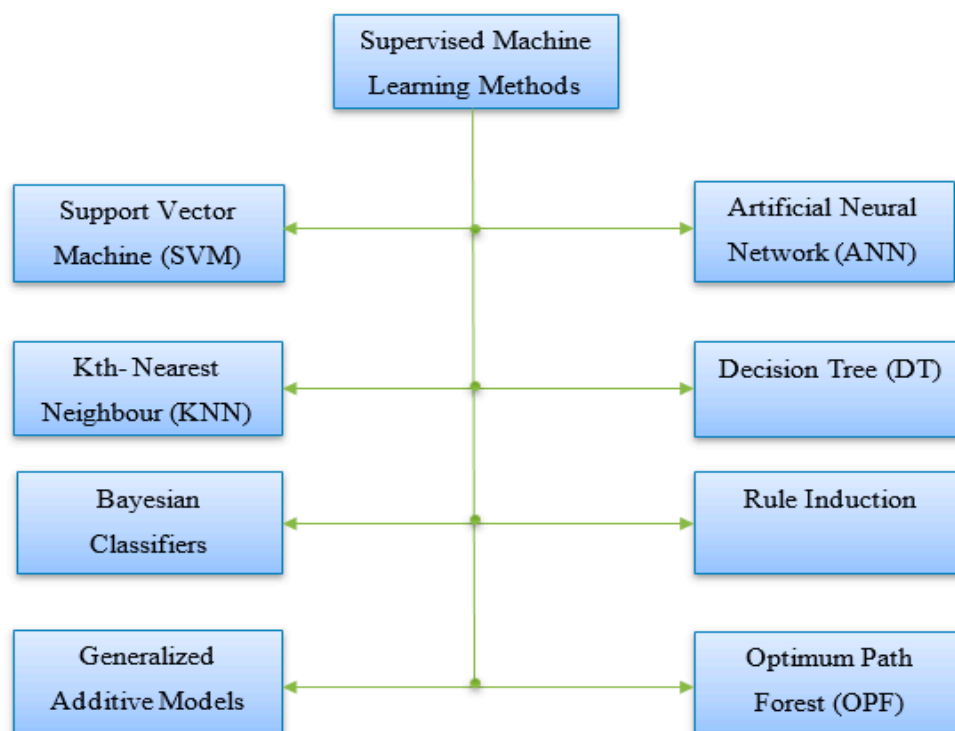 Supervised Machine
Learning Methods
Support Vector
Machine (SVM)
Artificial Neural
Network (ANN)
Kth- Nearest
Neighbour (KNN)
Decision Tree (DT)
Bayesian
Classifiers
Rule Induction
Generalized
Additive Models
Optimum Path
Forest (OPF)